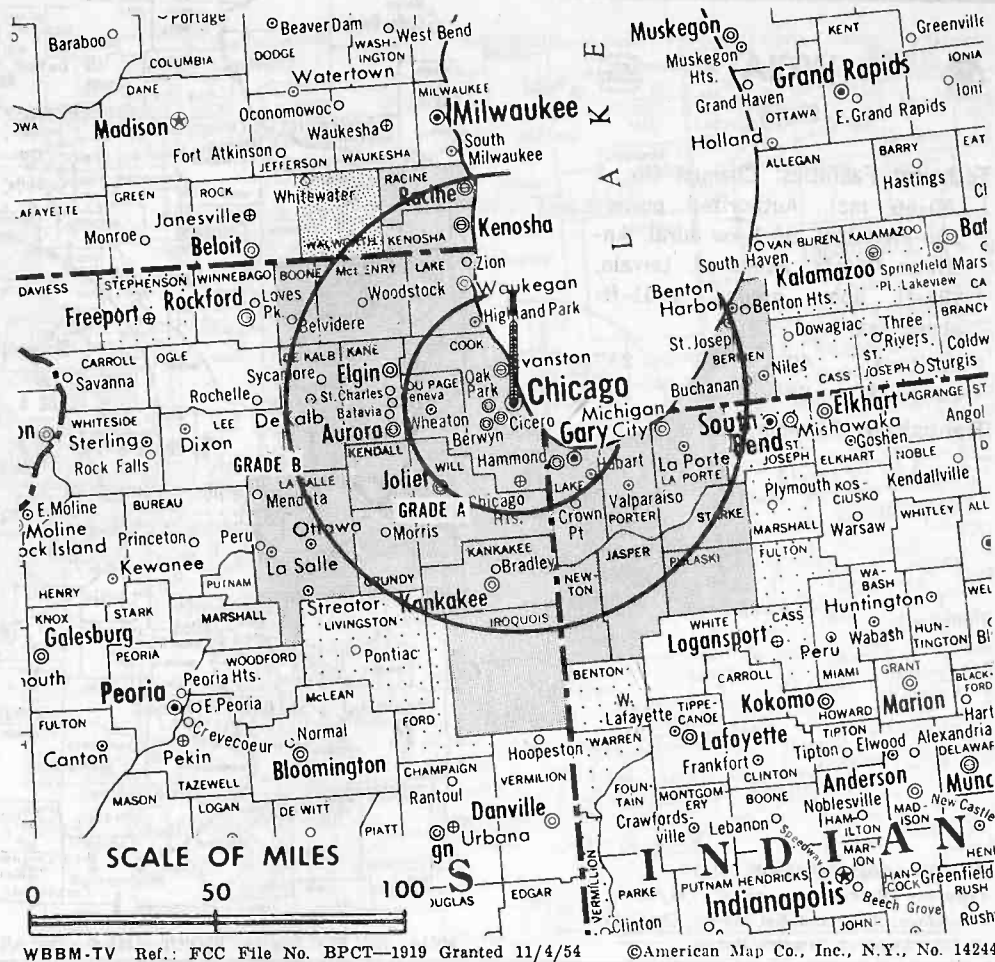 Portage
Beaver Dam
West Bend
Baraboo
COLUMBIA
DODGE
WASH-
INGTON
Watertown
DANE
MILWAUKEE
Oconomowoc
Madison
Waukesha
Milwaukee
Fort Atkinson
JEFFERSON
WAUKESHA
South
Milwaukee
GREEN
ROCK
Whitewater
RACINE
Racine
Janesville
Monroe
Beloit
WALWORTH
KENOSHA
Kenosha
LAKE
Muskegon
Muskegon
Hts.
KENT
IONIA
Grand Rapids
Grand Haven
OTTAWA
E. Grand Rapids
Holland
ALLEGAN
BARRY
Hastings
VAN BUREN
KALAMAZOO
South
Haven
Kalamazoo
Springfield
Pl.
Lakeview
Benton
Harbor
Benton Hts.
BRANCH
Dowagiac
Three
Rivers
St. Joseph
BERRIEN
Niles
CASS
ST.
JOSEPH
Sturgis
Buchanan
STEPHENSON
WINNEBAGO
BOONE
McHENRY
LAKE
Zion
Rockford
Loves
Pk.
Woodstock
Waukegan
Freeport
Belvidere
Highland Park
CARROLL
OGLE
DE KALB
KANE
COOK
Savanna
Sycamore
Elgin
DU PAGE
Evanston
Rochelle
St. Charles
Geneva
Oak
Park
Chicago
WHITESIDE
LEE
De Kalb
Batavia
Wheaton
Cicero
Sterling
Dixon
Aurora
Berwyn
Rock Falls
KENDALL
Hammond
Gary
Michigan
City
South
Bend
Elkhart
LAGRANGE
Mishawaka
Goshen
GRADE B
WILL
LAKE
Hobart
La Porte
LA PORTE
ST.
JOSEPH
ELKHART
NOBLE
Kendallville
LA SALLE
Mendota
Joliet
Chicago
Hts.
Valparaiso
Plymouth
KOS-
CIUSKO
GRADE A
Crown
Pt
PORTER
STARKE
E. Moline
Moline
BUREAU
Ottawa
Morris
MARSHALL
Warsaw
WHITLEY
Princeton
Peru
KANKAKEE
JASPER
FULTON
Kewanee
La Salle
Bradley
NEW-
TON
PULASKI
PUTNAM
GRUNDY
WA-
BASH
HENRY
Streator
Kankakee
Huntington
KNOX
STARK
MARSHALL
LIVINGSTON
IROQUOIS
WHITE
CASS
Galesburg
Logansport
Wabash
HUN-
TINGTON
PEORIA
WOODFORD
Pontiac
Peru
Peoria Hts.
BENTON
CARROLL
MIAMI
GRANT
Peoria
E. Peoria
McLEAN
FORD
W.
Lafayette
TIPPE-
CANOE
Kokomo
HOWARD
Marion
FULTON
Crevecoeur
Normal
WARREN
Lafayette
TIPTON
Canton
Pekin
Bloomington
Hoopeston
Frankfort
Tipton
Elwood
Alexandria
TAZEWELL
CHAMPAIGN
VERMILION
CLINTON
MASON
LOGAN
DE WITT
Rantoul
FOUN-
TAIN
MONTGOM-
ERY
BOONE
Anderson
PIATT
Danville
Noblesville
Urbana
Crawfords-
ville
Lebanon
HAM-
ILTON
MAD-
ISON
New Castle
INDIAN
Speedway
MAR-
ION
HAN-
COCK
Greenfield
EDGAR
VERMILLION
PARKE
PUTNAM
HENDRICKS
Indianapolis
Beech Grove
RUSH
Clinton
JOHN-
SCALE OF MILES
0 50 100
WBBM-TV Ref.: FCC File No. BPCT—1919 Granted 11/4/54 ©American Map Co., Inc., N.Y., No. 14244